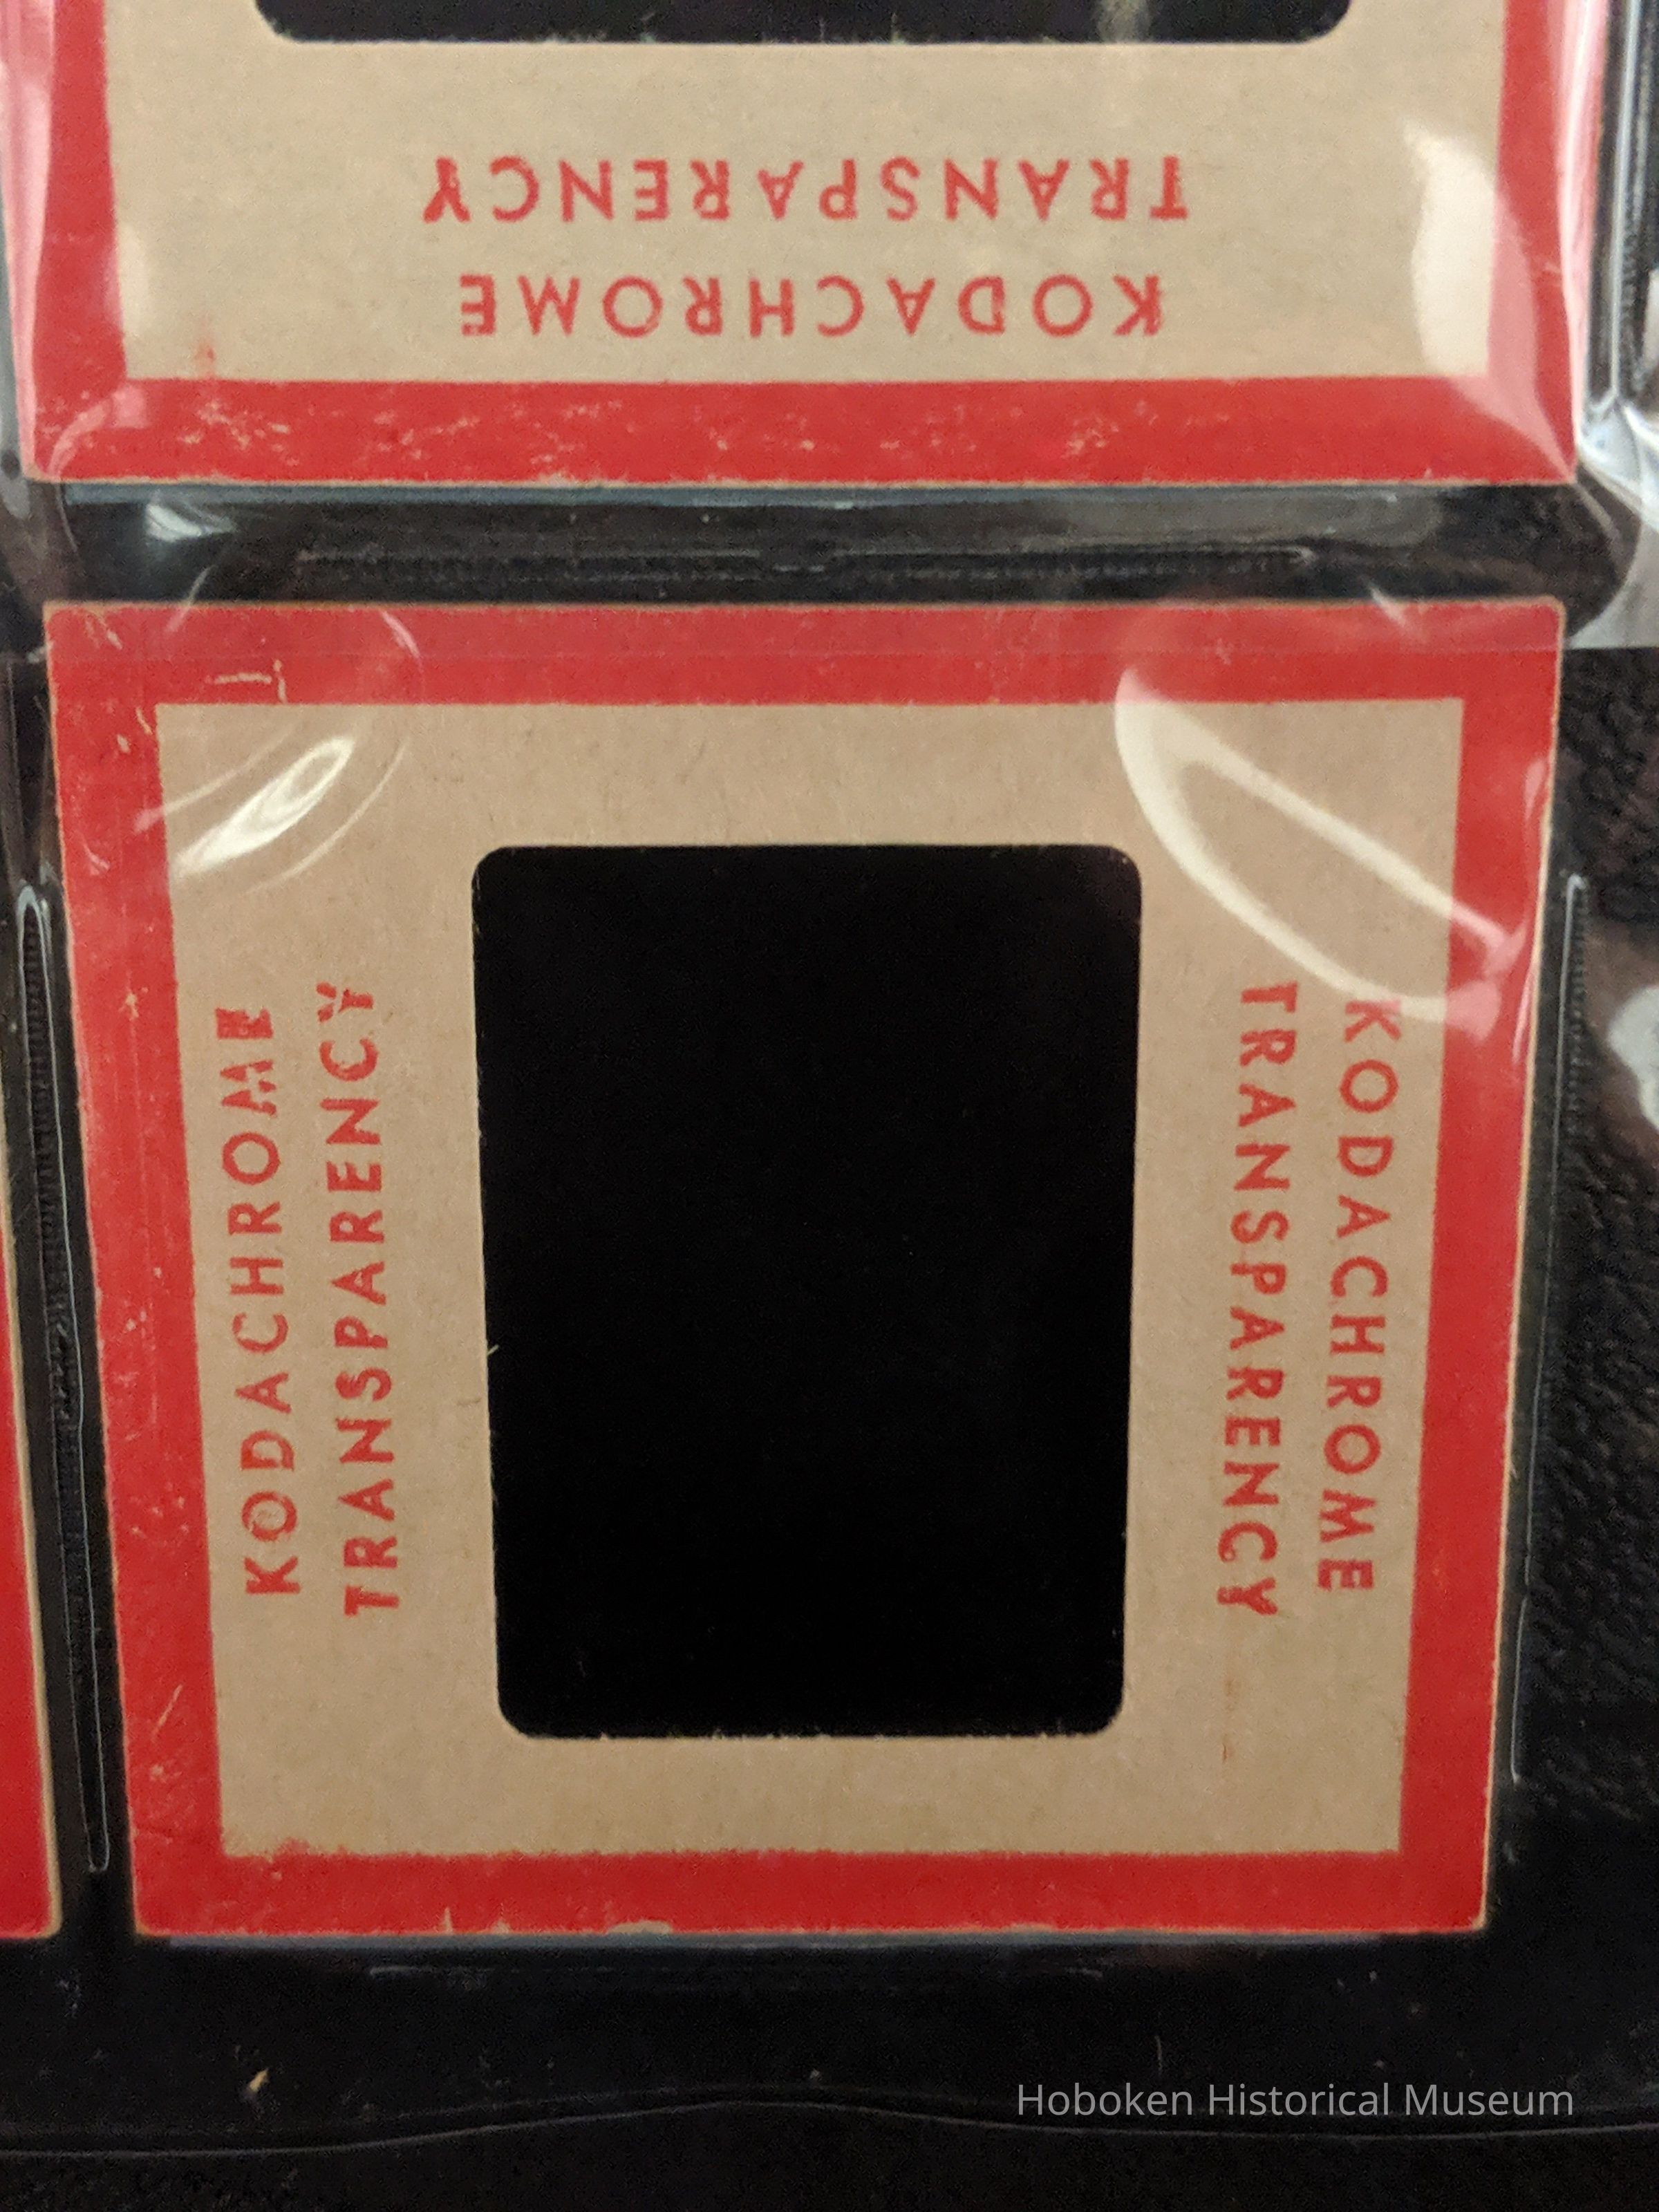 KODACHROME
TRANSPARENCY
KODACHROME
TRANSPARENCY
KODACHROME
TRANSPARENCY
Hoboken Historical Museum